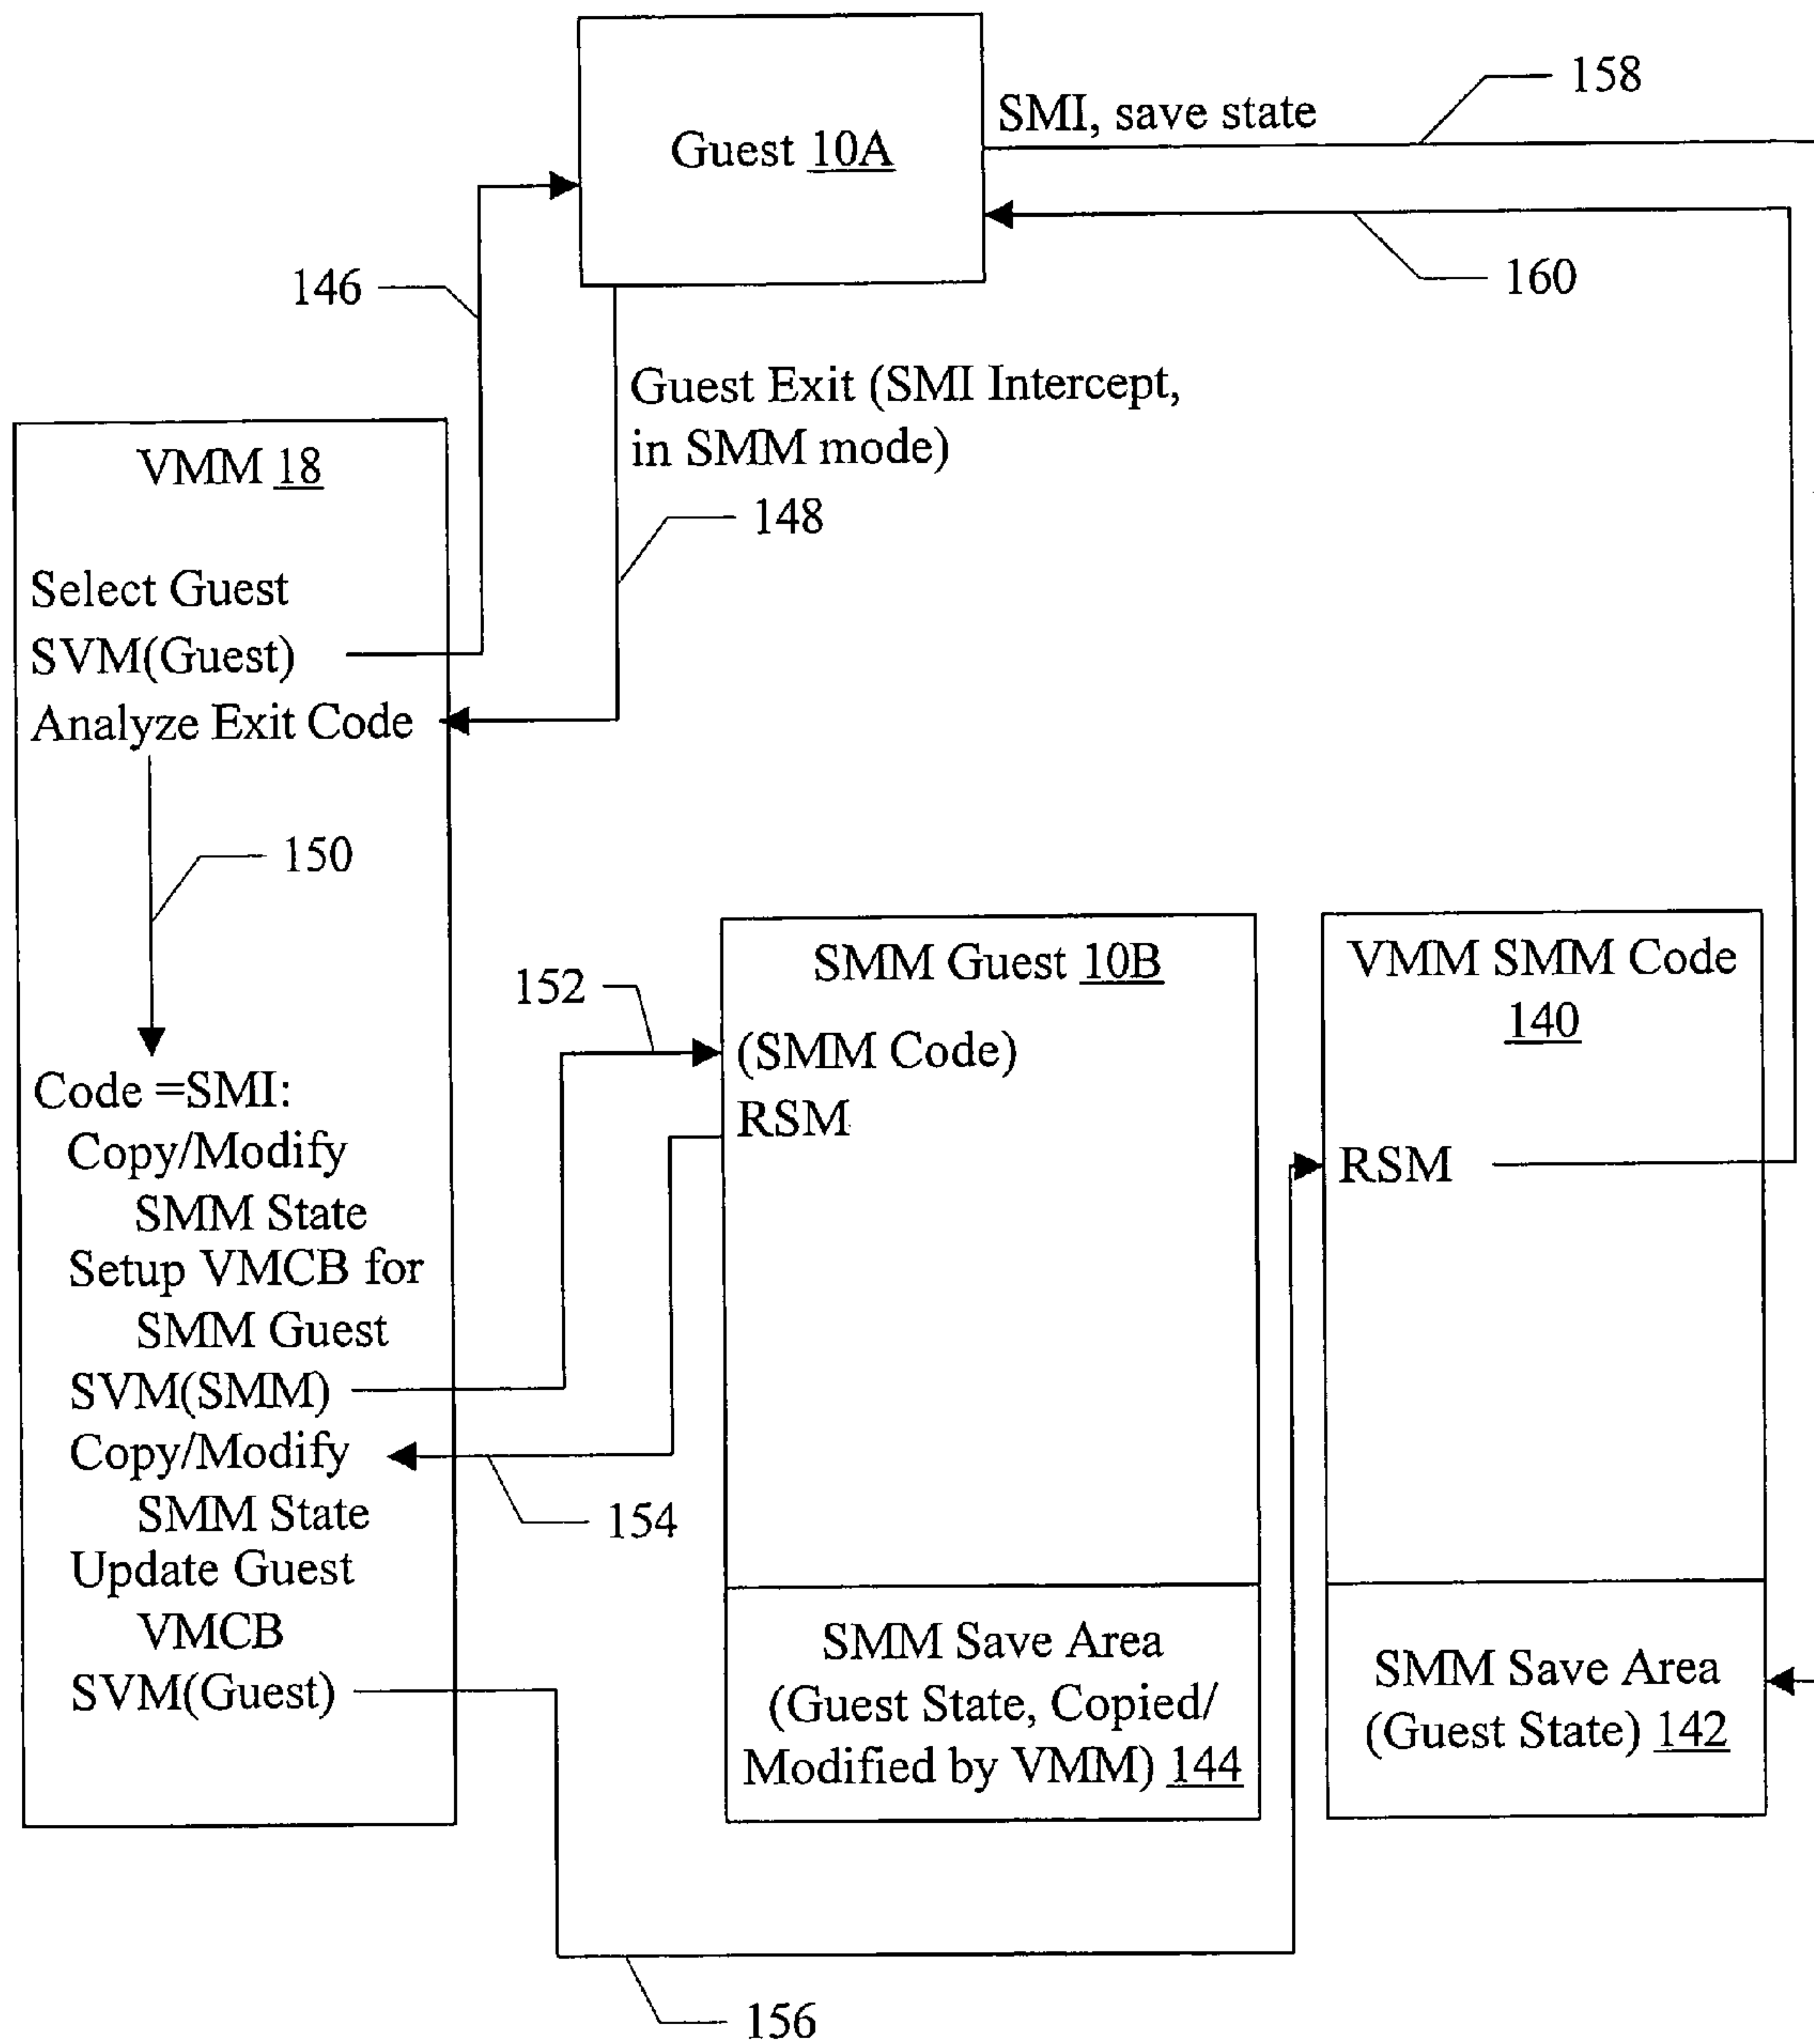 158
SMI, save state
Guest 10A
160
146
Guest Exit (SMI Intercept,
in SMM mode)
148
VMM 18
Select Guest
SVM(Guest)
Analyze Exit Code
150
Code =SMI:
Copy/Modify
SMM State
Setup VMCB for
SMM Guest
SVM(SMM)
Copy/Modify
SMM State
Update Guest
VMCB
SVM(Guest)
152
154
SMM Guest 10B
(SMM Code)
RSM
SMM Save Area
(Guest State, Copied/
Modified by VMM) 144
VMM SMM Code
140
RSM
SMM Save Area
(Guest State) 142
156